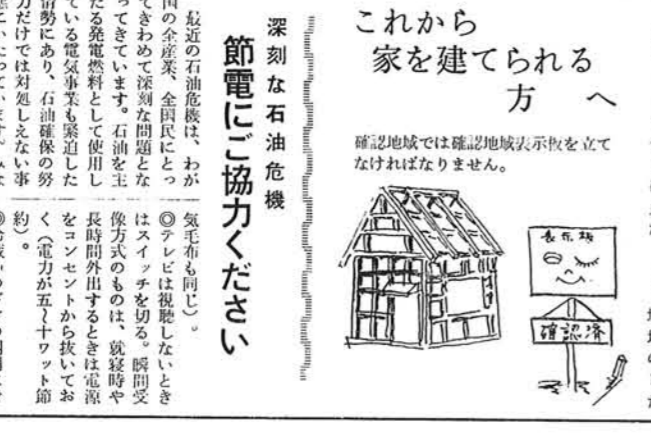 これから
家を建てられる
方へ
確認地域では確認地域表示板を立て
なければなりません。
表示板
確認済
深刻な石油危機
節電にご協力ください
最近の石油危機は、わが
国の全産業、全国民にとっ
てきわめて深刻な問題とな
ってきています。石油を主
たる発電燃料として使用し
ている電気事業も緊迫した
情勢にあり、石油確保の努
力だけでは対処しえない事
気毛布も同じ）。
◎テレビは視聴しないとき
はスイッチを切る。瞬間受
像方式のものは、就寝時や
長時間外出するときは電源
をコンセントから抜いてお
く（電力が五〜十ワット節
約）。